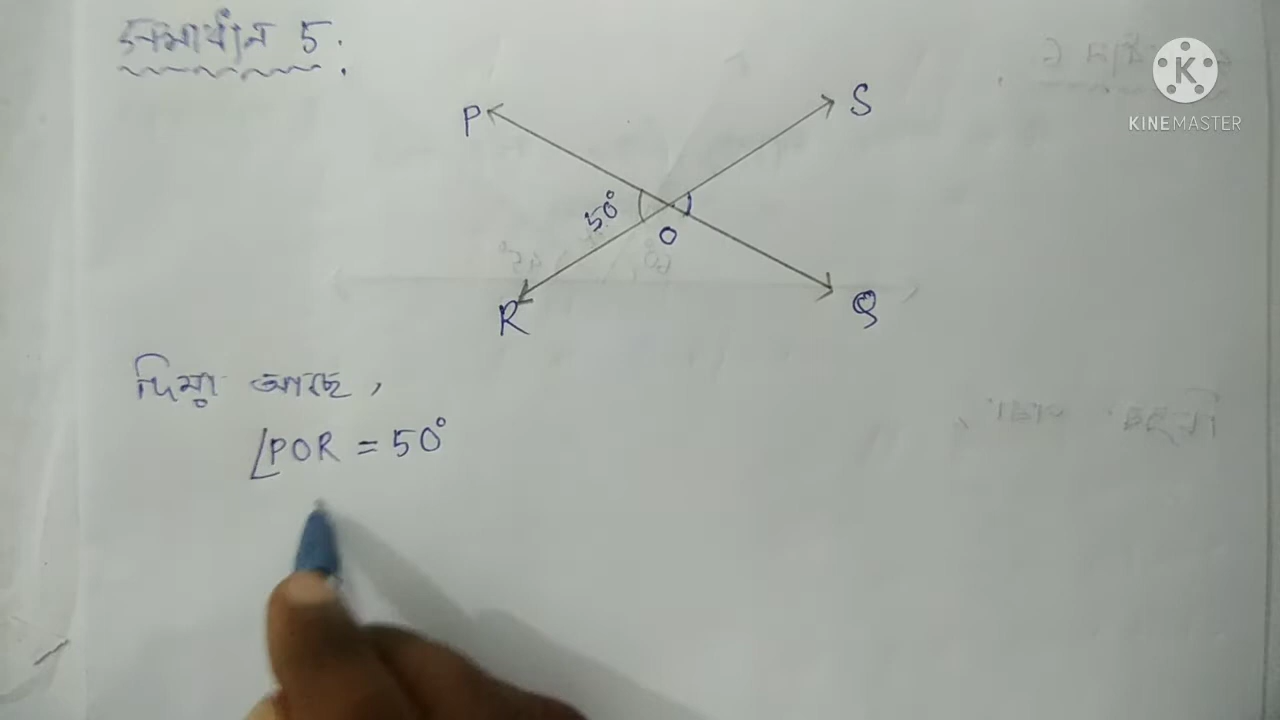 সমাধান 5.
P
S
50°
O
R
Q
KINEMASTER
দিয়া আছে,
∠POR = 50°